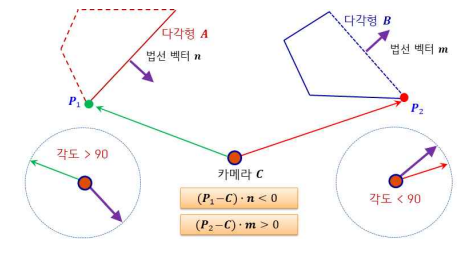 다각형 A
법선 벡터 n
P₁
다각형 B
법선 벡터 m
P₂
각도 > 90
카메라 C
각도 < 90
(P₁−C)·n < 0
(P₂−C)·m > 0